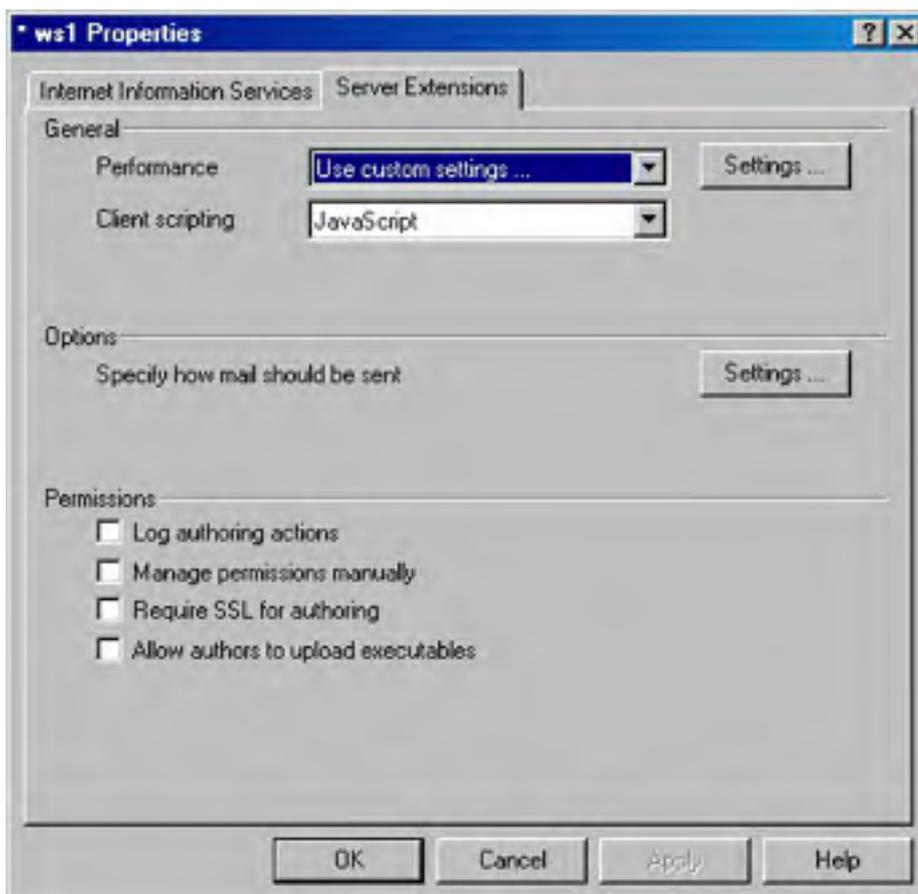 * ws1 Properties
Internet Information Services Server Extensions
General
Performance Use custom settings ... Settings ...
Client scripting JavaScript
Options
Specify how mail should be sent Settings ...
Permissions
Log authoring actions
Manage permissions manually
Require SSL for authoring
Allow authors to upload executables
OK Cancel Apply Help